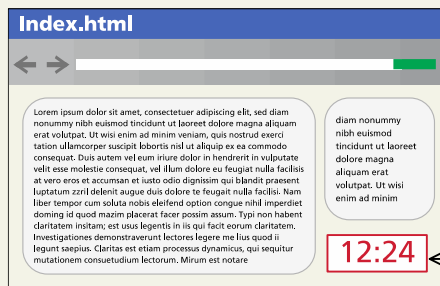 Index.html
Lorem ipsum dolor sit amet, consectetuer adipiscing elit, sed diam
nonummy nibh euismod tincidunt ut laoreet dolore magna aliquam
erat volutpat. Ut wisi enim ad minim veniam, quis nostrud exerci
tation ullamcorper suscipit lobortis nisl ut aliquip ex ea commodo
consequat. Duis autem vel eum iriure dolor in hendrerit in vulputate
velit esse molestie consequat, vel illum dolore eu feugiat nulla facilisis
at vero eros et accumsan et iusto odio dignissim qui blandit praesent
luptatum zzril delenit augue duis dolore te feugait nulla facilisi. Nam
liber tempor cum soluta nobis eleifend option congue nihil imperdiet
doming id quod mazim placerat facer possim assum. Typi non habent
claritatem insitam; est usus legentis in iis qui facit eorum claritatem.
Investigationes demonstraverunt lectores legere me lius quod ii
legunt saepius. Claritas est etiam processus dynamicus, qui sequitur
mutationem consuetudium lectorum. Mirum est notare
diam nonummy
nibh euismod
tincidunt ut laoreet
dolore magna
aliquam erat
volutpat. Ut wisi
enim ad minim
12:24